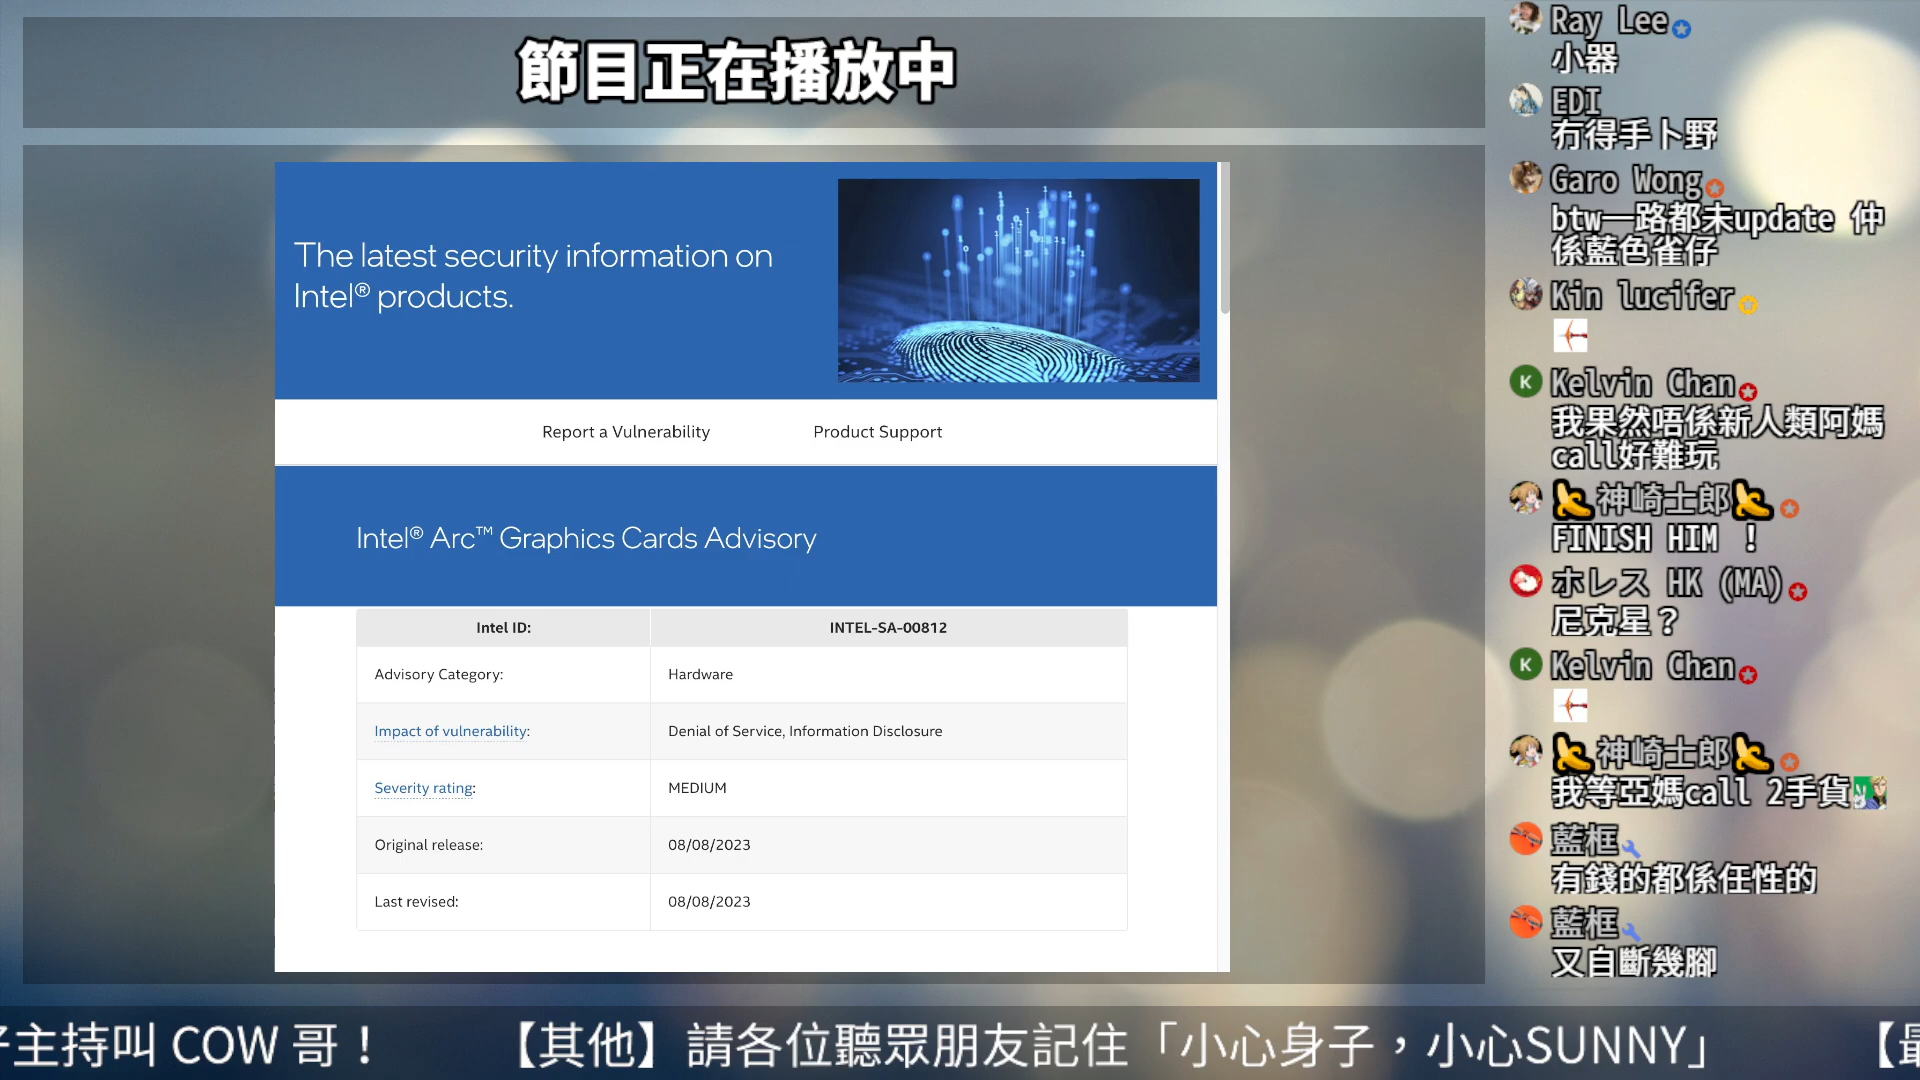 節目正在播放中
The latest security information on
Intel® products.
Report a Vulnerability
Product Support
Intel® Arc™ Graphics Cards Advisory
Intel ID:
INTEL-SA-00812
Advisory Category:
Hardware
Impact of vulnerability:
Denial of Service, Information Disclosure
Severity rating:
MEDIUM
Original release:
08/08/2023
Last revised:
08/08/2023
Ray Lee
小器
EDI
冇得手卜野
Garo Wong
btw一路都未update 仲
係藍色雀仔
Kin lucifer
K
Kelvin Chan
我果然唔係新人類阿媽
call好難玩
神崎士郎
FINISH HIM ！
ホレス HK (MA)
尼克星？
K
Kelvin Chan
神崎士郎
我等亞媽call 2手貨
藍框
有錢的都係任性的
藍框
又自斷幾腳
主持叫 COW 哥！
【其他】請各位聽眾朋友記住「小心身子，小心SUNNY」
【最